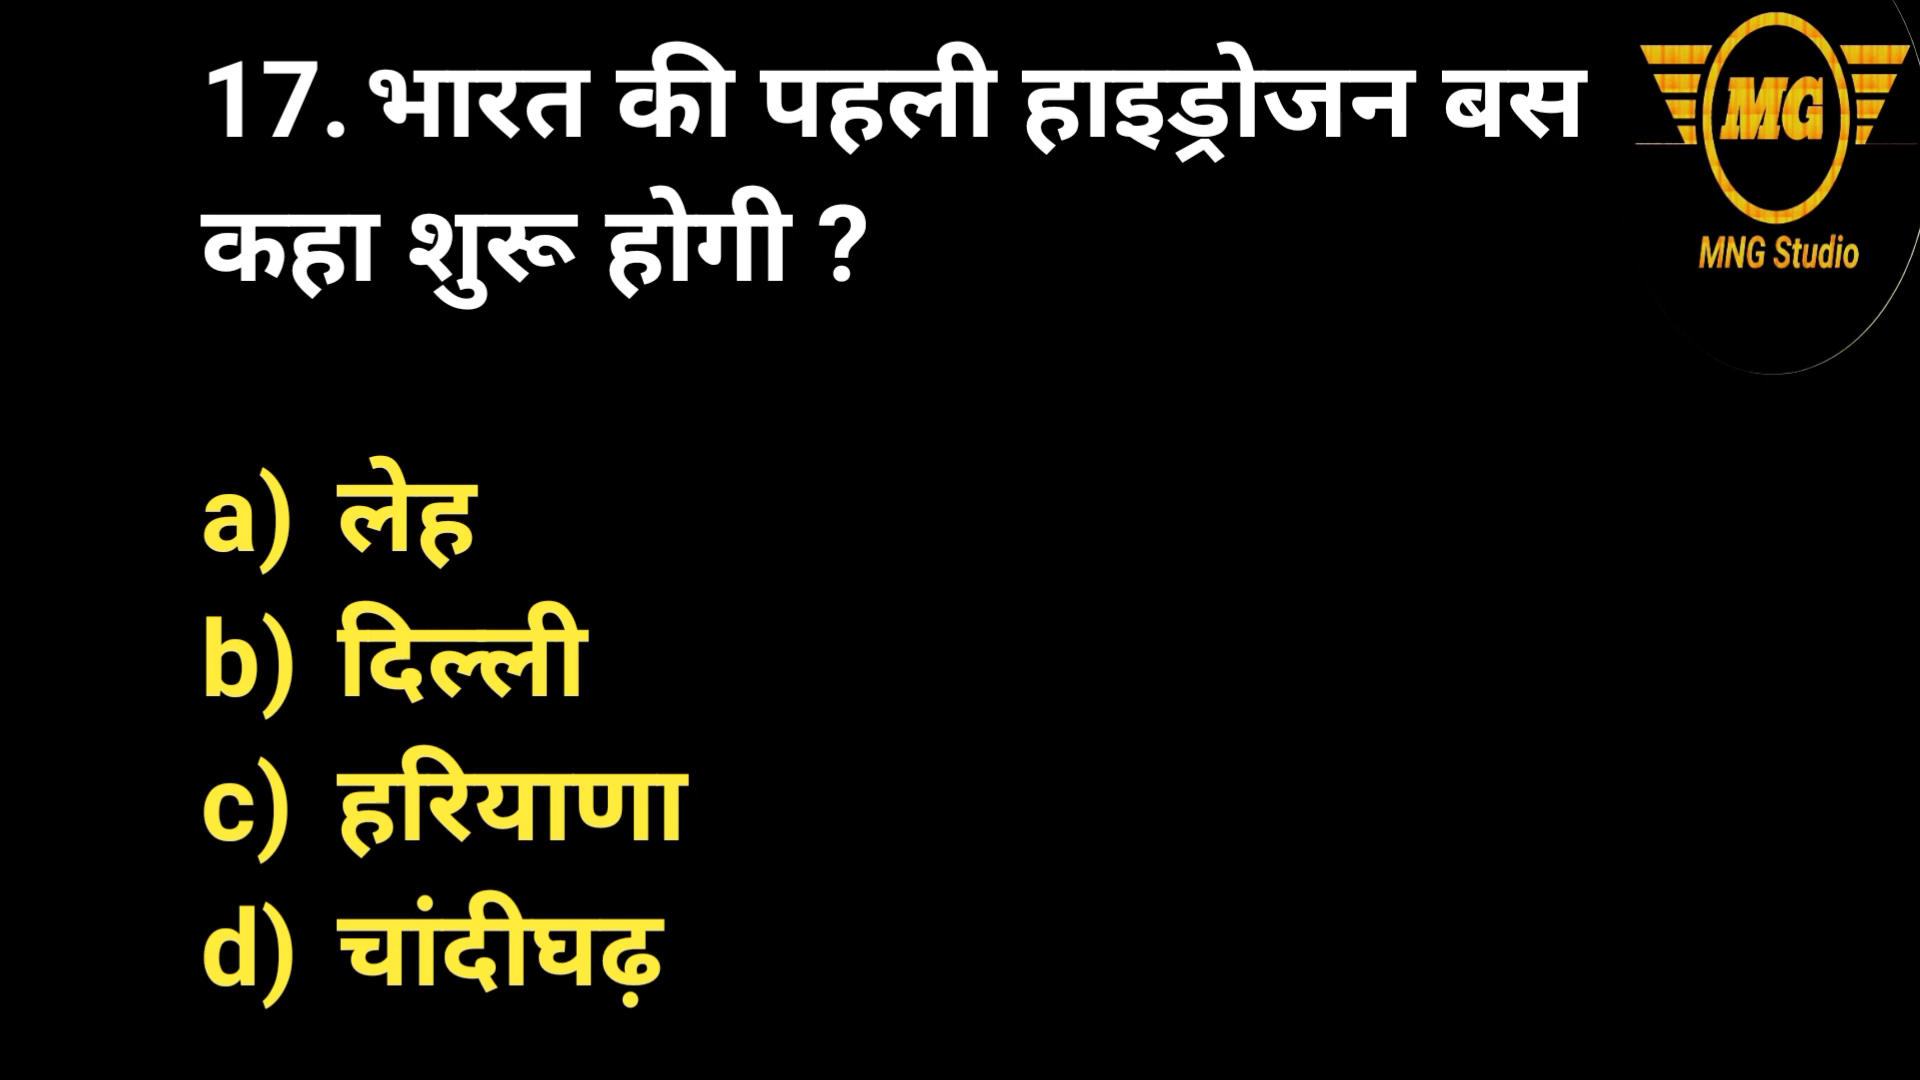 17. भारत की पहली हाइड्रोजन बस
कहा शुरू होगी ?
MG
MNG Studio
a) लेह
b) दिल्ली
c) हरियाणा
d) चांदीघढ़